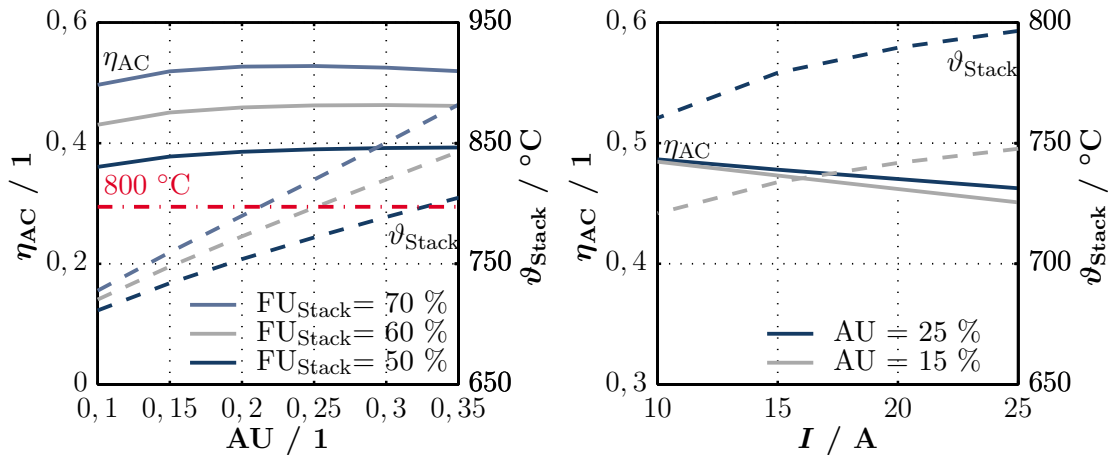 0,6
0,4
0,2
0
η_AC / 1
η_AC
800 °C
ϑ_Stack
FU_Stack= 70 %
FU_Stack= 60 %
FU_Stack= 50 %
0,1 0,15 0,2 0,25 0,3 0,35
AU / 1
950
850
750
650
ϑ_Stack / °C
0,6
0,5
0,4
0,3
η_AC / 1
ϑ_Stack
η_AC
AU = 25 %
AU = 15 %
10 15 20 25
I / A
800
750
700
650
ϑ_Stack / °C